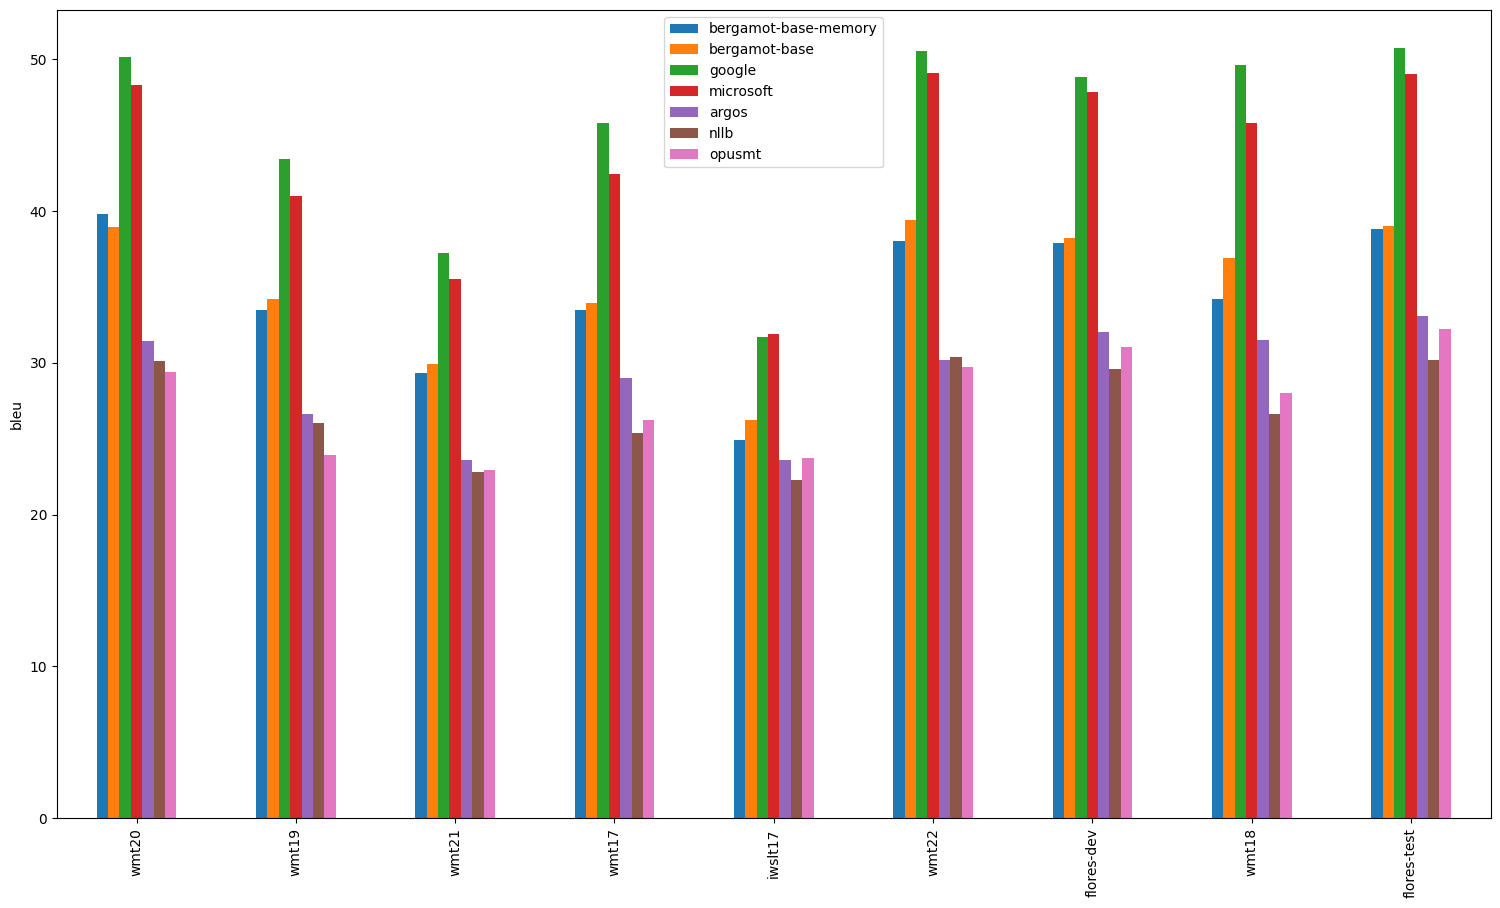 bergamot-base-memory
bergamot-base
google
microsoft
argos
nllb
opusmt
bleu
50
40
30
20
10
0
wmt20
wmt19
wmt21
wmt17
iwslt17
wmt22
flores-dev
wmt18
flores-test